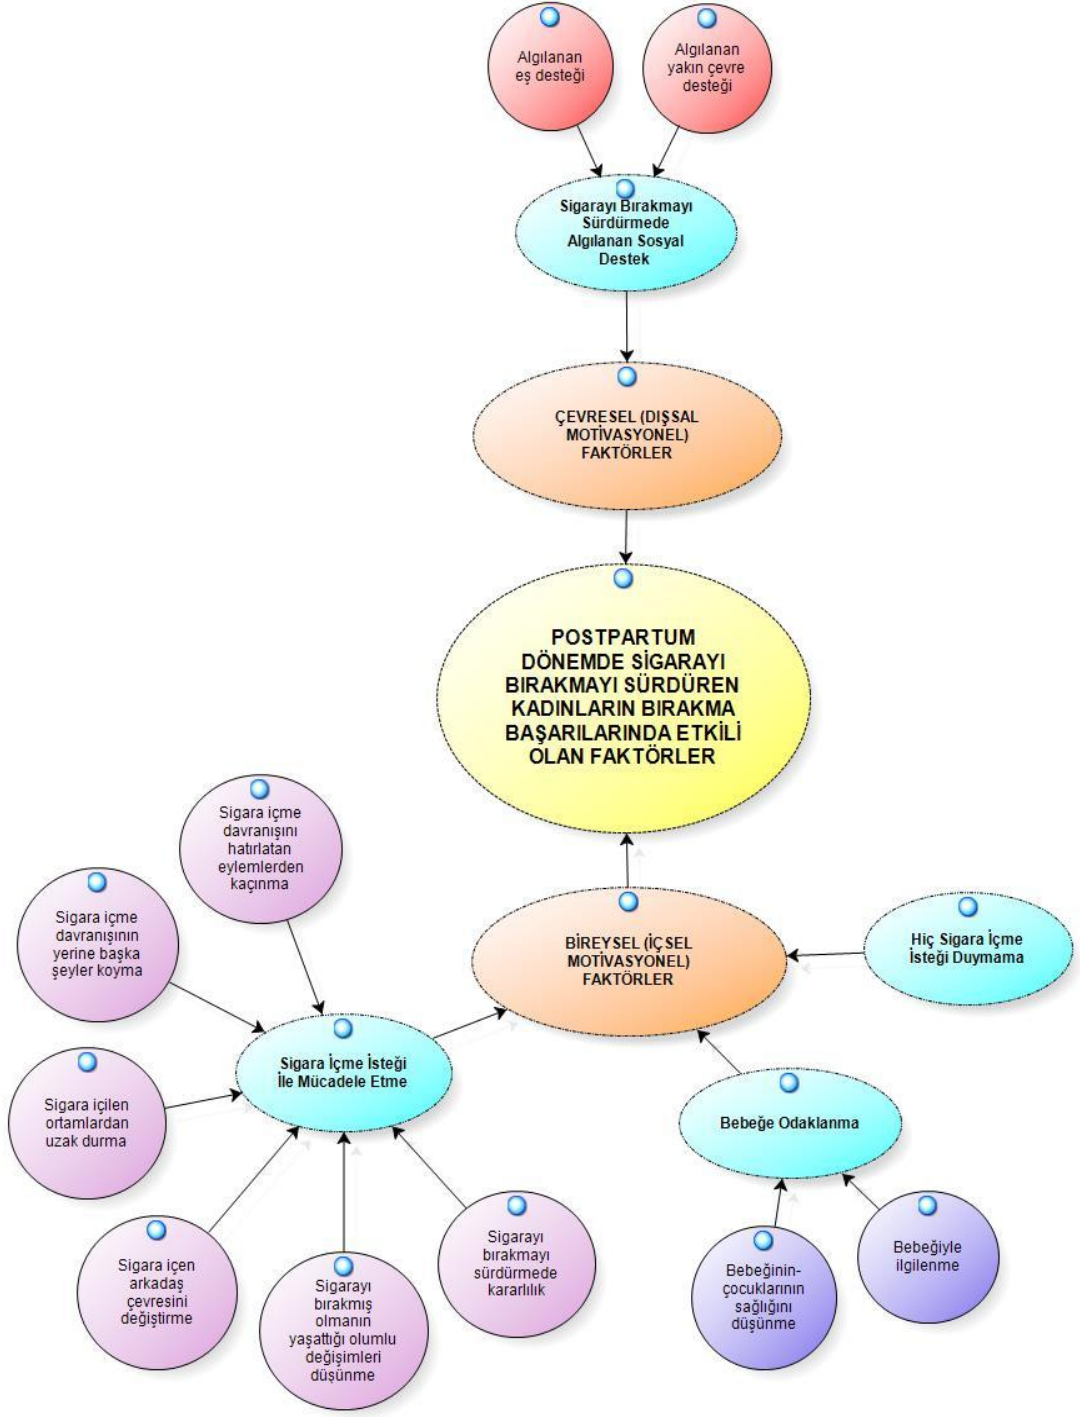 Algılanan
eş desteği
Algılanan
yakın çevre
desteği
Sigarayı Bırakmayı
Sürdürmede
Algılanan Sosyal
Destek
ÇEVRESEL (DIŞSAL
MOTİVASYONEL)
FAKTÖRLER
POSTPARTUM
DÖNEMDE SİGARAYI
BIRAKMAYI SÜRDÜREN
KADINLARIN BIRAKMA
BAŞARILARINDA ETKİLİ
OLAN FAKTÖRLER
Sigara içme
davranışını
hatırlatan
eylemlerden
kaçınma
Sigara içme
davranışının
yerine başka
şeyler koyma
BİREYSEL (İÇSEL
MOTİVASYONEL)
FAKTÖRLER
Hiç Sigara İçme
İsteği Duymama
Sigara İçme İsteği
İle Mücadele Etme
Sigara içilen
ortamlardan
uzak durma
Bebeğe Odaklanma
Sigara içen
arkadaş
çevresini
değiştirme
Sigarayı
bırakmış
olmanın
yaşattığı olumlu
değişimleri
düşünme
Sigarayı
bırakmayı
sürdürmede
kararlılık
Bebeğinin-
çocuklarının
sağlığını
düşünme
Bebeğiyle
ilgilenme